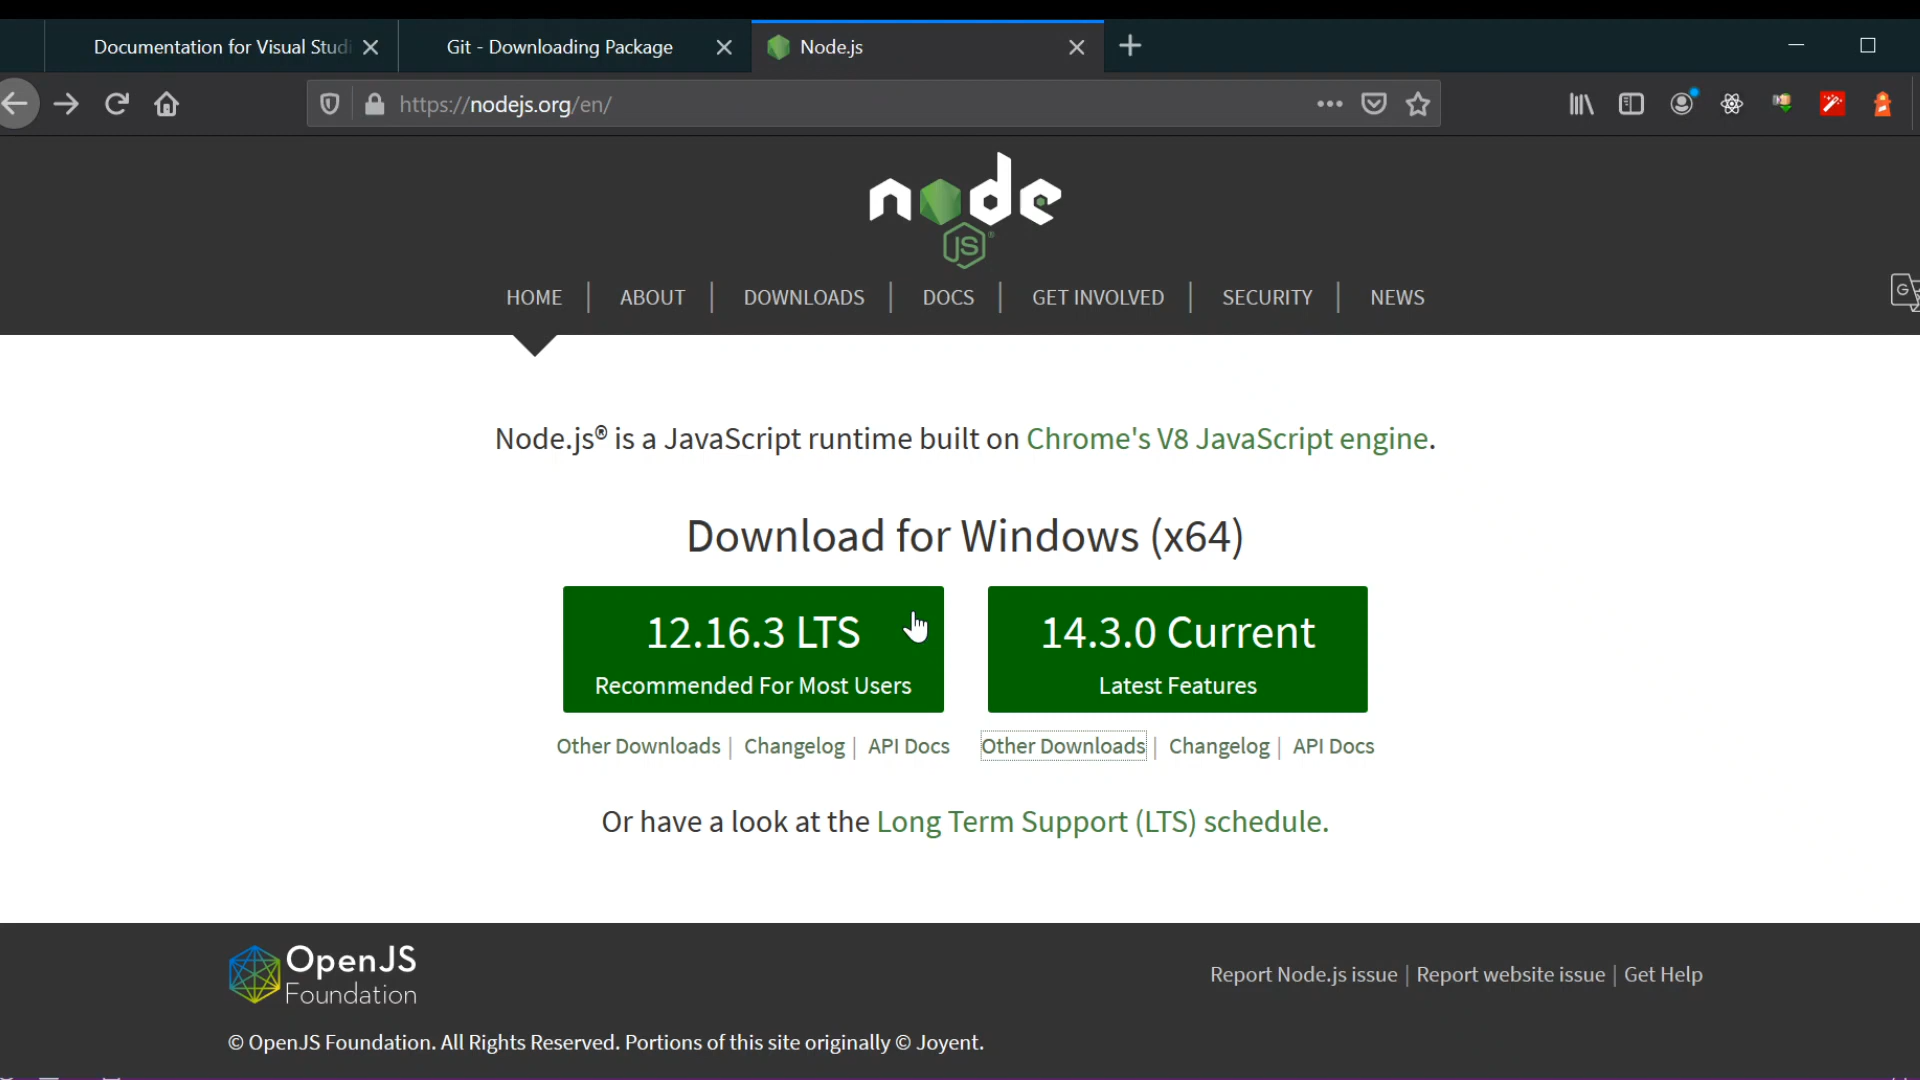 Documentation for Visual Studi
Git - Downloading Package
Node.js
https://nodejs.org/en/
node
JS
HOME | ABOUT | DOWNLOADS | DOCS | GET INVOLVED | SECURITY | NEWS
Node.js® is a JavaScript runtime built on Chrome's V8 JavaScript engine.
Download for Windows (x64)
12.16.3 LTS
Recommended For Most Users
14.3.0 Current
Latest Features
Other Downloads | Changelog | API Docs
Other Downloads | Changelog | API Docs
Or have a look at the Long Term Support (LTS) schedule.
OpenJS
Foundation
Report Node.js issue | Report website issue | Get Help
© OpenJS Foundation. All Rights Reserved. Portions of this site originally © Joyent.